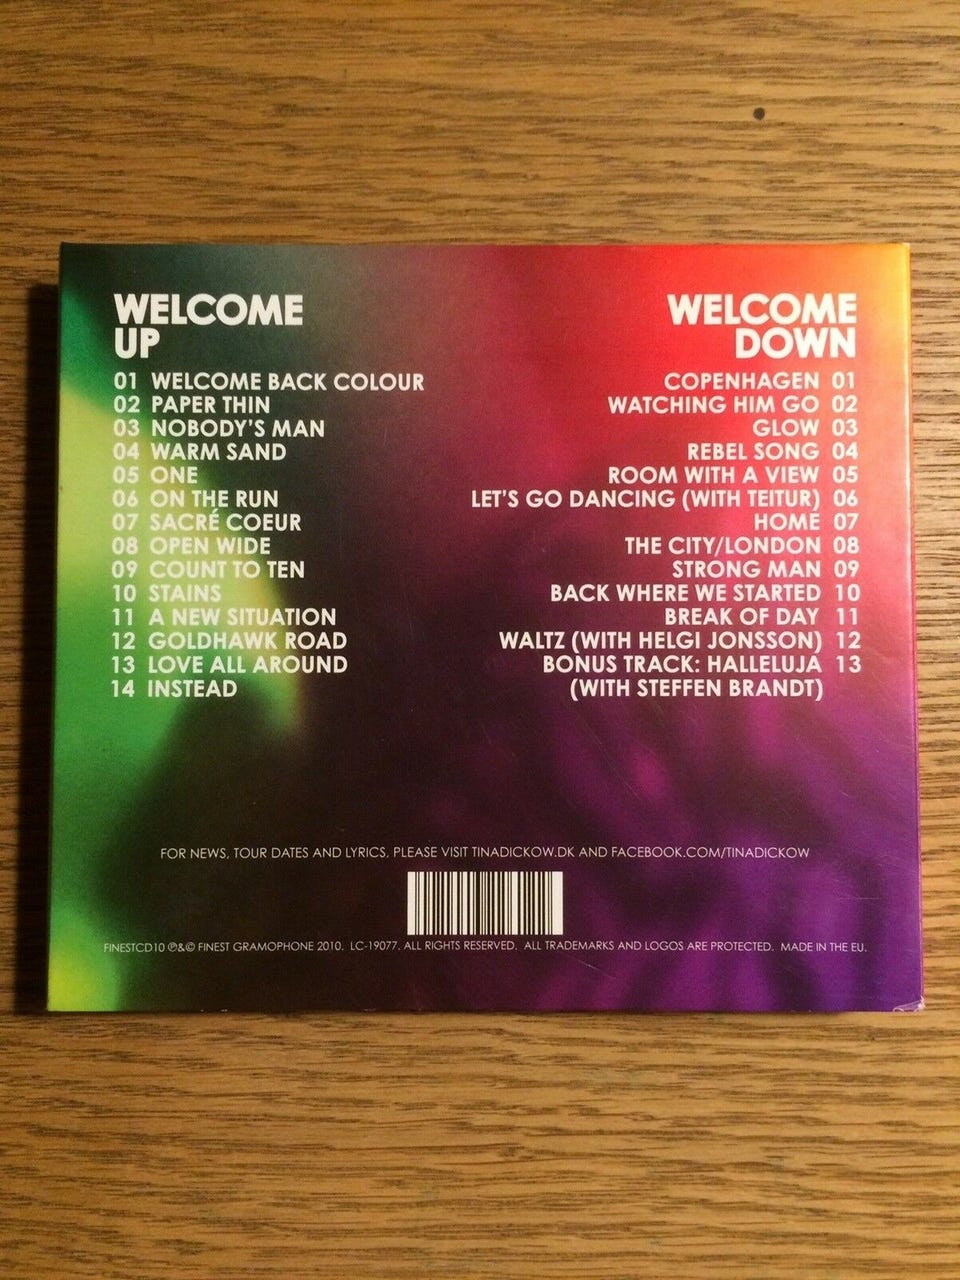 WELCOME
UP
01 WELCOME BACK COLOUR
02 PAPER THIN
03 NOBODY'S MAN
04 WARM SAND
05 ONE
06 ON THE RUN
07 SACRÉ COEUR
08 OPEN WIDE
09 COUNT TO TEN
10 STAINS
11 A NEW SITUATION
12 GOLDHAWK ROAD
13 LOVE ALL AROUND
14 INSTEAD
WELCOME
DOWN
COPENHAGEN 01
WATCHING HIM GO 02
GLOW 03
REBEL SONG 04
ROOM WITH A VIEW 05
LET'S GO DANCING (WITH TEITUR) 06
HOME 07
THE CITY/LONDON 08
STRONG MAN 09
BACK WHERE WE STARTED 10
BREAK OF DAY 11
WALTZ (WITH HELGI JONSSON) 12
BONUS TRACK: HALLELUJA 13
(WITH STEFFEN BRANDT)
FOR NEWS, TOUR DATES AND LYRICS, PLEASE VISIT TINADICKOW.DK AND FACEBOOK.COM/TINADICKOW
FINESTCD10 ℗&© FINEST GRAMOPHONE 2010. LC-19077. ALL RIGHTS RESERVED. ALL TRADEMARKS AND LOGOS ARE PROTECTED. MADE IN THE EU.